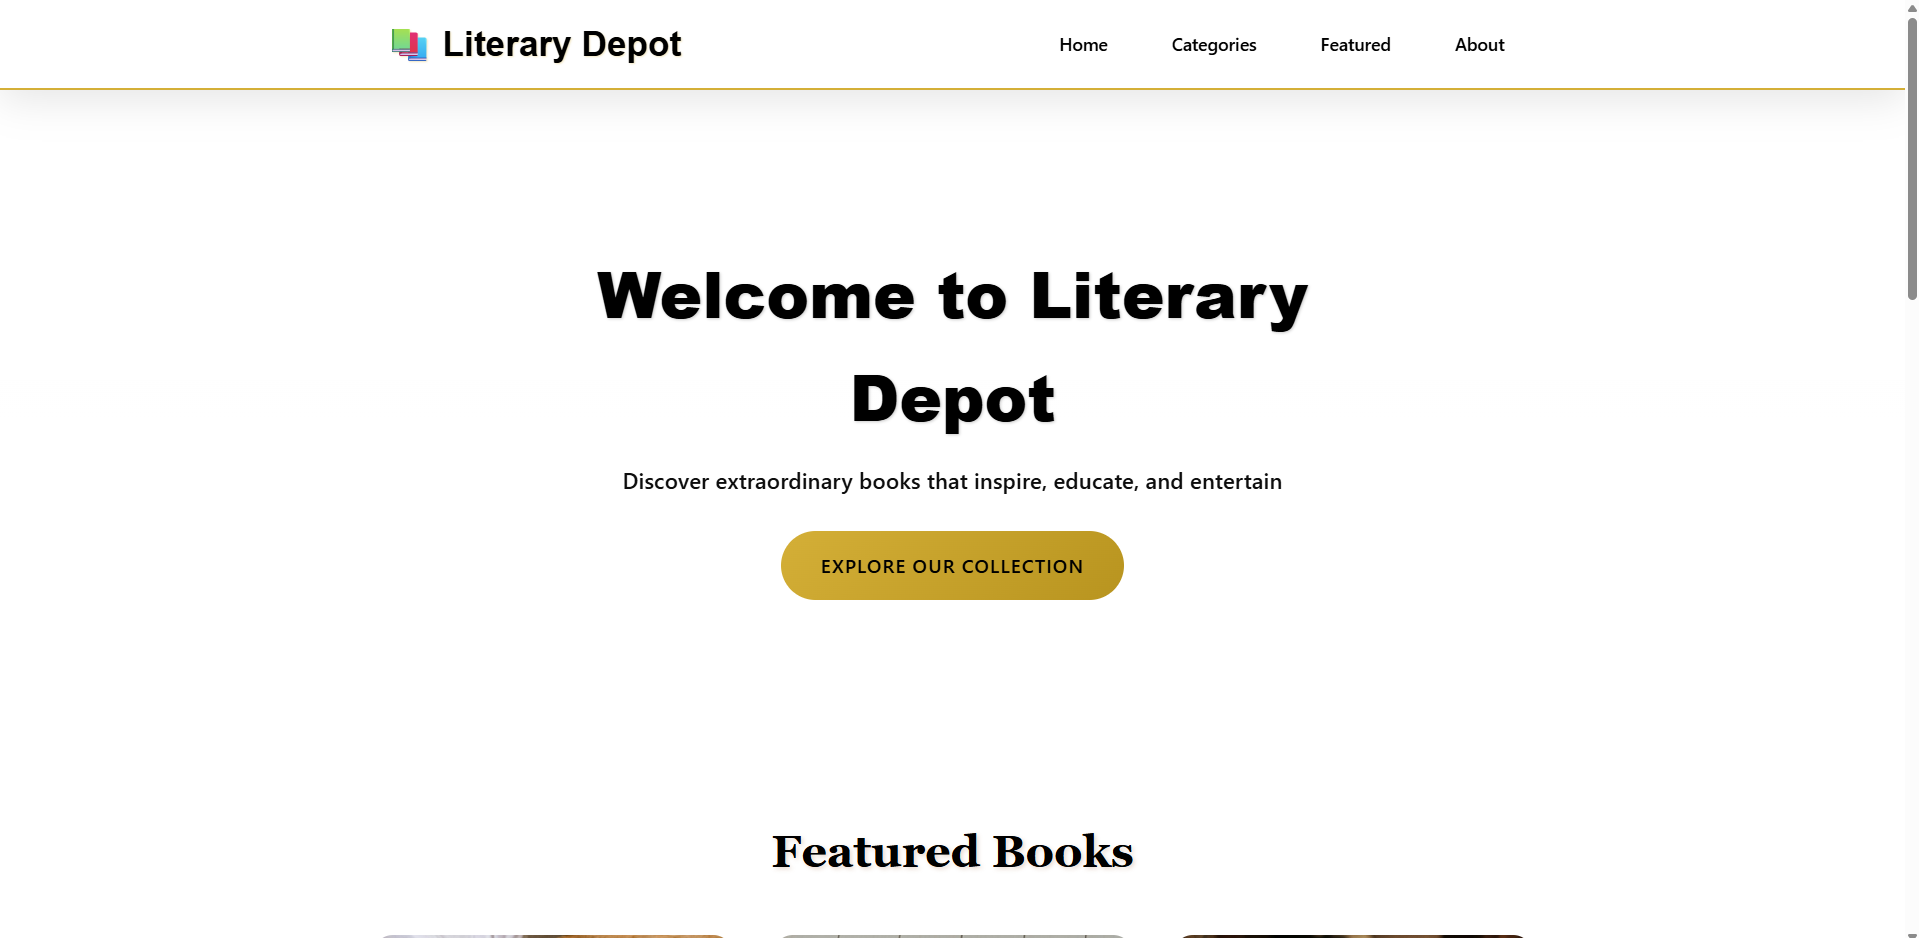 Literary Depot
Home
Categories
Featured
About
Welcome to Literary
Depot
Discover extraordinary books that inspire, educate, and entertain
EXPLORE OUR COLLECTION
Featured Books